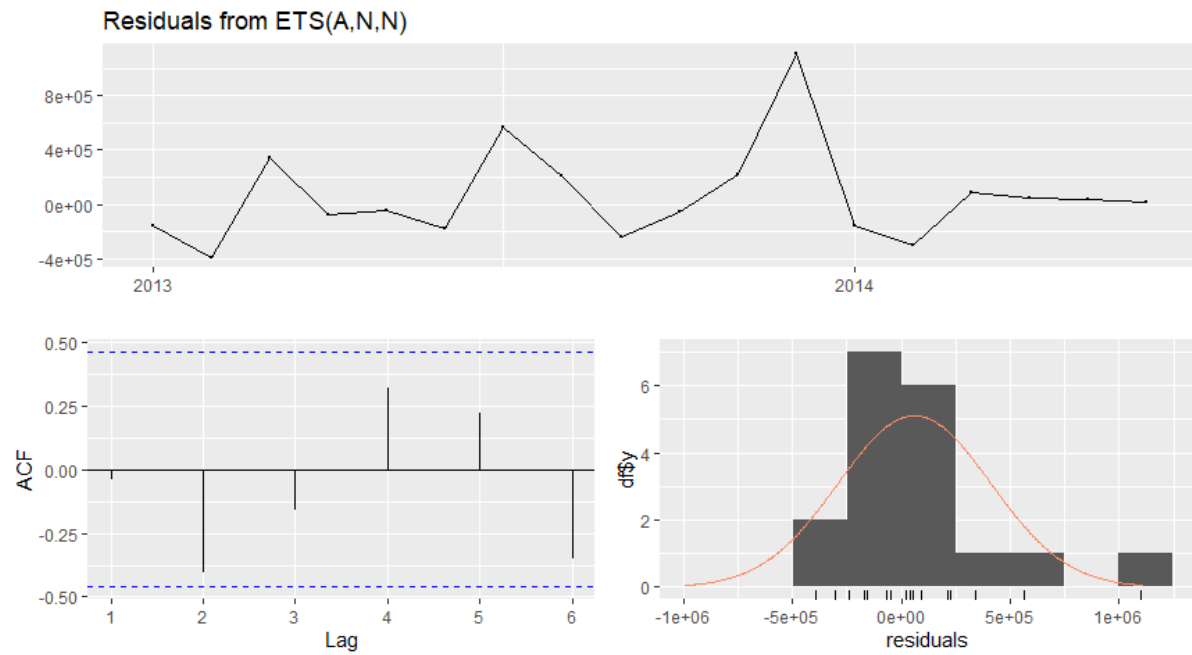 Residuals from ETS(A,N,N)
8e+05
4e+05
0e+00
-4e+05
2013
2014
ACF
0.50
0.25
0.00
-0.25
-0.50
1
2
3
4
5
6
Lag
df$y
6
4
2
0
-1e+06
-5e+05
0e+00
5e+05
1e+06
residuals